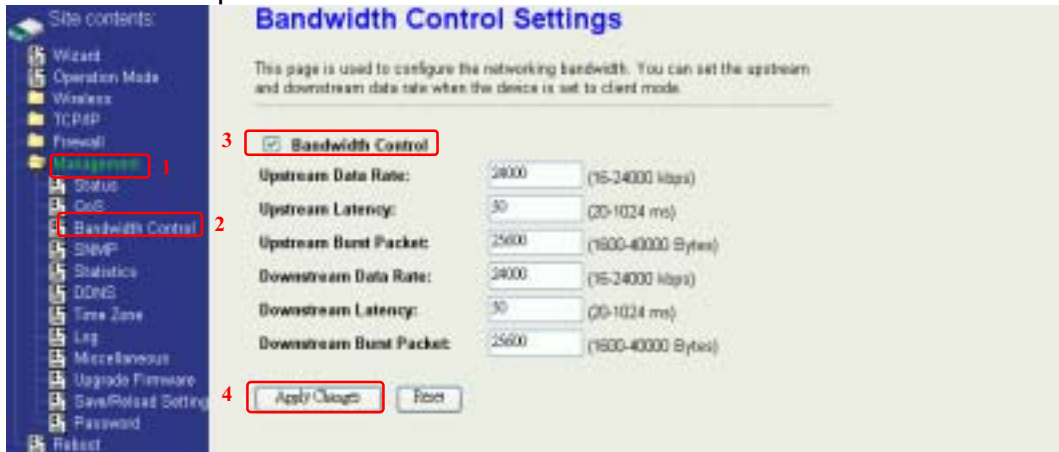 Site contents:
Wizard
Operation Mode
Wireless
TCP/IP
Firewall
Management
1
Status
QoS
Bandwidth Control
2
SNMP
Statistics
DDNS
Time Zone
Log
Miscellaneous
Upgrade Firmware
Save/Reload Setting
Password
Reboot
Bandwidth Control Settings
This page is used to configure the networking bandwidth. You can set the upstream
and downstream data rate when the device is set to client mode.
3
Bandwidth Control
Upstream Data Rate: 24000 (16-24000 kbps)
Upstream Latency: 50 (20-1024 ms)
Upstream Burst Packet: 25600 (1600-40000 Bytes)
Downstream Data Rate: 24000 (16-24000 kbps)
Downstream Latency: 50 (20-1024 ms)
Downstream Burst Packet: 25600 (1600-40000 Bytes)
4
Apply Changes Reset